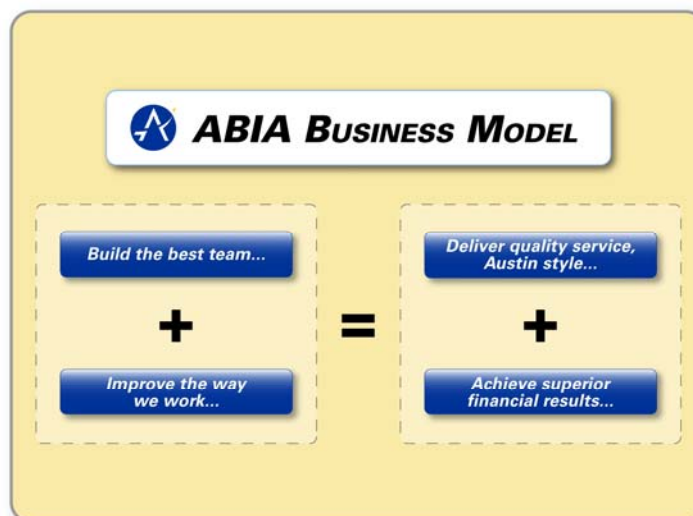 ABIA BUSINESS MODEL
Build the best team...
+
Improve the way
we work...
=
Deliver quality service,
Austin style...
+
Achieve superior
financial results...